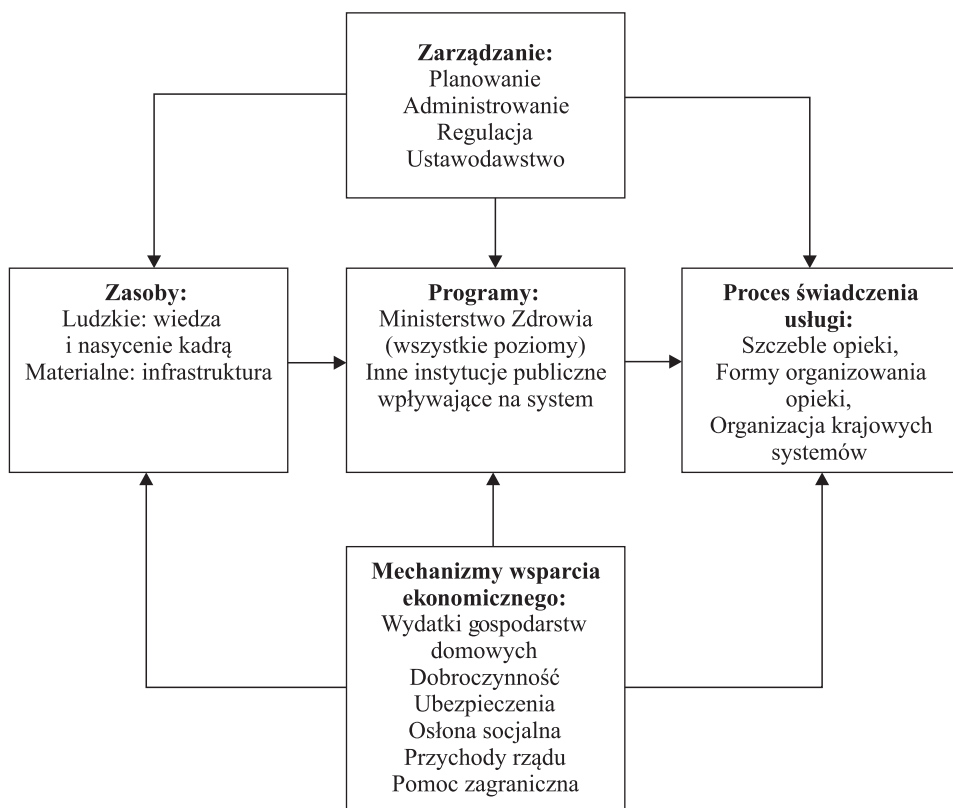 Zarządzanie:
Planowanie
Administrowanie
Regulacja
Ustawodawstwo
Zasoby:
Ludzkie: wiedza
i nasycenie kadrą
Materialne: infrastruktura
Programy:
Ministerstwo Zdrowia
(wszystkie poziomy)
Inne instytucje publiczne
wpływające na system
Proces świadczenia
usługi:
Szczeble opieki,
Formy organizowania
opieki,
Organizacja krajowych
systemów
Mechanizmy wsparcia
ekonomicznego:
Wydatki gospodarstw
domowych
Dobroczynność
Ubezpieczenia
Osłona socjalna
Przychody rządu
Pomoc zagraniczna